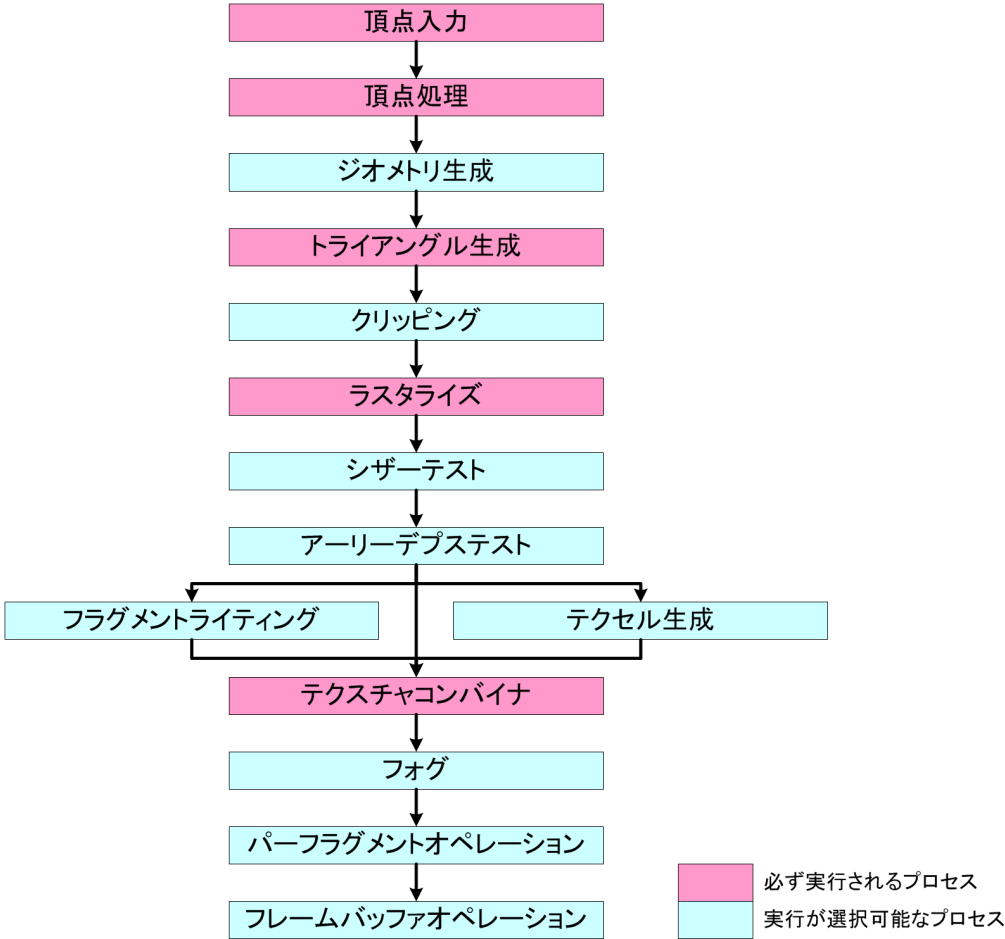 頂点入力
頂点処理
ジオメトリ生成
トライアングル生成
クリッピング
ラスタライズ
シザーテスト
アーリーデプステスト
フラグメントライティング
テクセル生成
テクスチャコンバイナ
フォグ
パーフラグメントオペレーション
フレームバッファオペレーション
必ず実行されるプロセス
実行が選択可能なプロセス